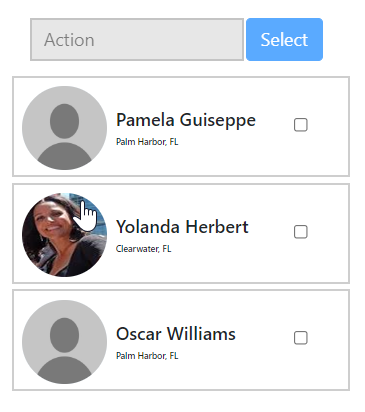 Action
Select
Pamela Guiseppe
Palm Harbor, FL
Yolanda Herbert
Clearwater, FL
Oscar Williams
Palm Harbor, FL